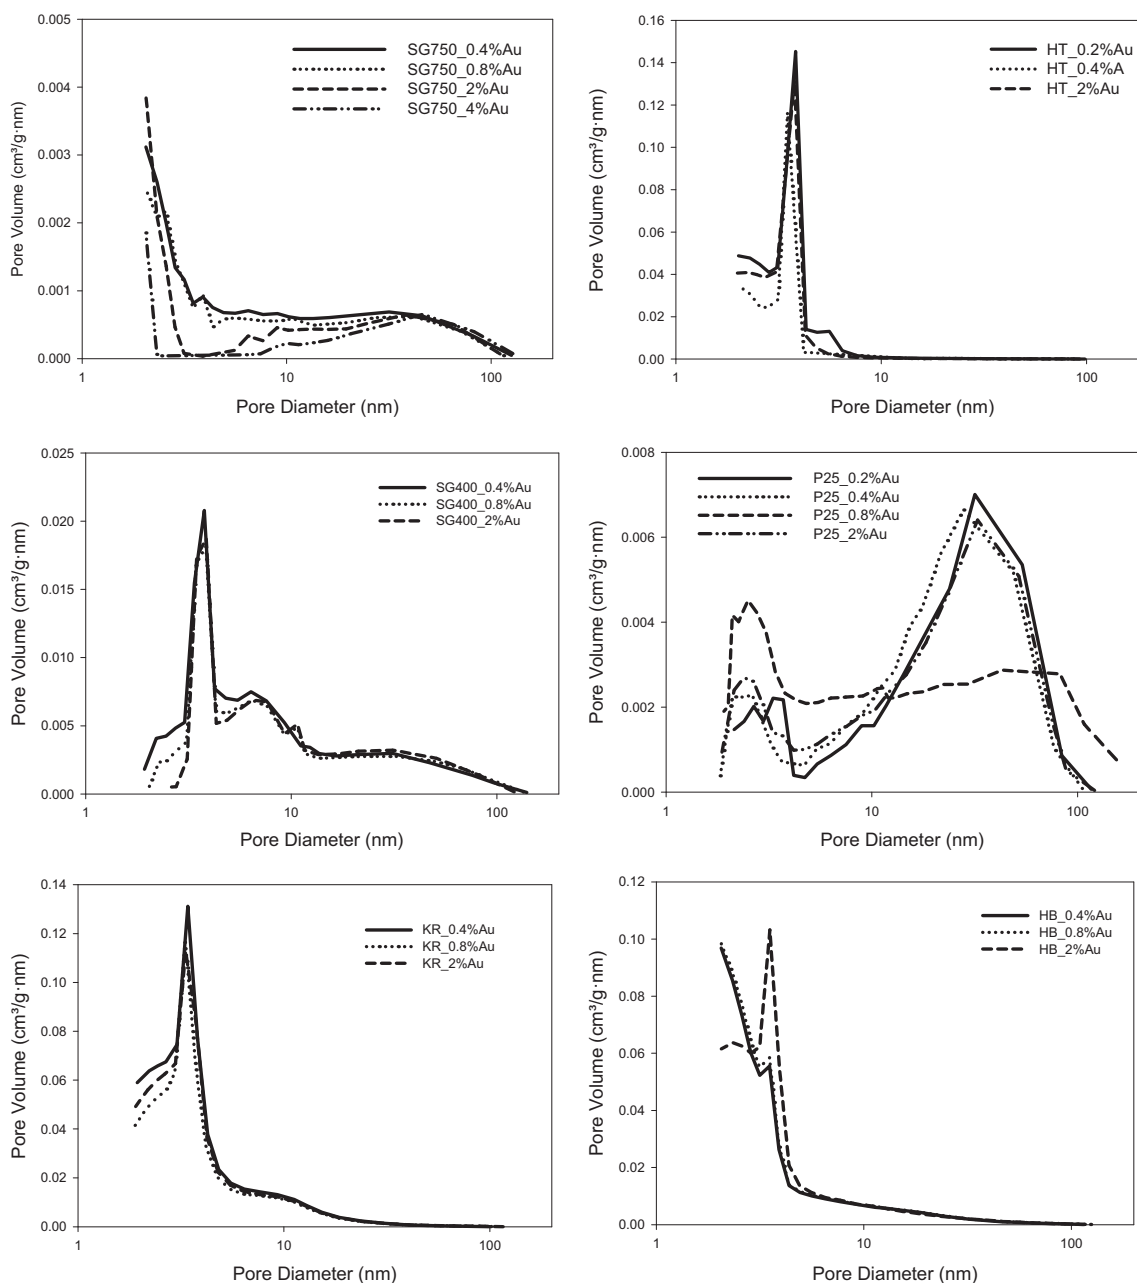 0.005
0.004
0.003
0.002
0.001
0.000
Pore Volume (cm³/g·nm)
SG750_0.4%Au
SG750_0.8%Au
SG750_2%Au
SG750_4%Au
1 10 100
Pore Diameter (nm)
0.16
0.14
0.12
0.10
0.08
0.06
0.04
0.02
0.00
Pore Volume (cm³/g·nm)
HT_0.2%Au
HT_0.4%A
HT_2%Au
1 10 100
Pore Diameter (nm)
0.025
0.020
0.015
0.010
0.005
0.000
Pore Volume (cm³/g·nm)
SG400_0.4%Au
SG400_0.8%Au
SG400_2%Au
1 10 100
Pore Diameter (nm)
0.008
0.006
0.004
0.002
0.000
Pore Volume (cm³/g·nm)
P25_0.2%Au
P25_0.4%Au
P25_0.8%Au
P25_2%Au
1 10 100
Pore Diameter (nm)
0.14
0.12
0.10
0.08
0.06
0.04
0.02
0.00
Pore Volume (cm³/g·nm)
KR_0.4%Au
KR_0.8%Au
KR_2%Au
1 10 100
Pore Diameter (nm)
0.12
0.10
0.08
0.06
0.04
0.02
0.00
Pore Volume (cm³/g·nm)
HB_0.4%Au
HB_0.8%Au
HB_2%Au
1 10 100
Pore Diameter (nm)